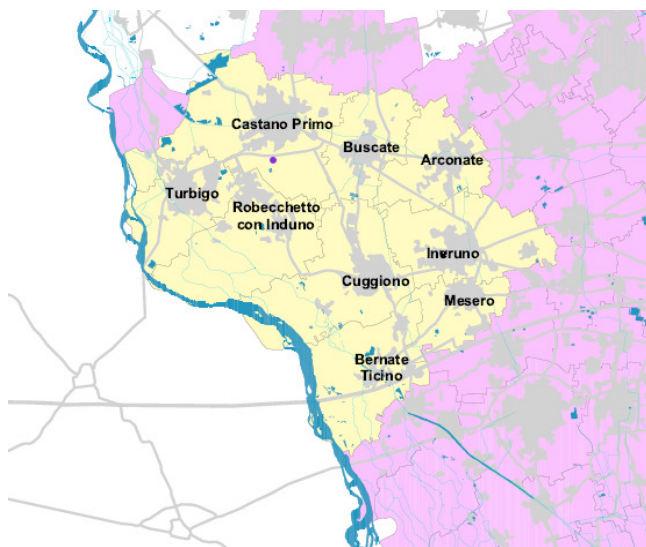 Castano Primo
Buscate
Arconate
Turbigo
Robecchetto
con Induno
Inveruno
Cuggiono
Mesero
Bernate
Ticino